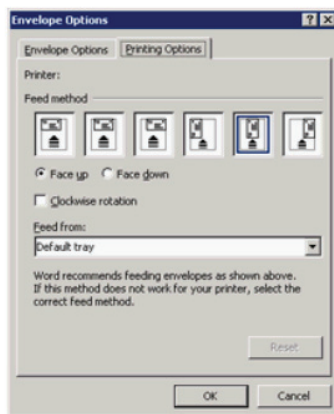 Envelope Options
Envelope Options Printing Options
Printer:
Feed method
Face up Face down
Clockwise rotation
Feed from:
Default tray
Word recommends feeding envelopes as shown above.
If this method does not work for your printer, select the
correct feed method.
Reset
OK Cancel